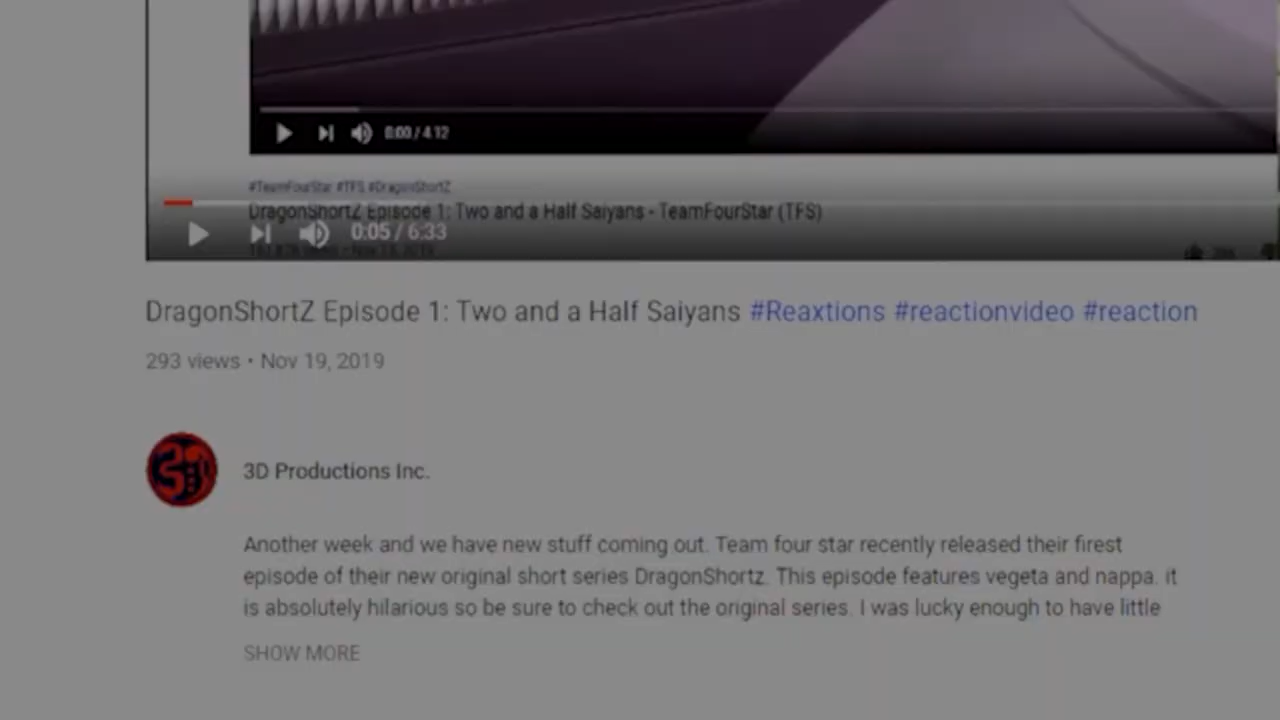 0:00 / 4:12
#TeamFourStar #TFS #DragonShortZ
DragonShortZ Episode 1: Two and a Half Saiyans - TeamFourStar (TFS)
0:05 / 6:33
DragonShortZ Episode 1: Two and a Half Saiyans #Reaxtions #reactionvideo #reaction
293 views • Nov 19, 2019
3D Productions Inc.
Another week and we have new stuff coming out. Team four star recently released their firest
episode of their new original short series DragonShortz. This episode features vegeta and nappa. it
is absolutely hilarious so be sure to check out the original series. I was lucky enough to have little
SHOW MORE